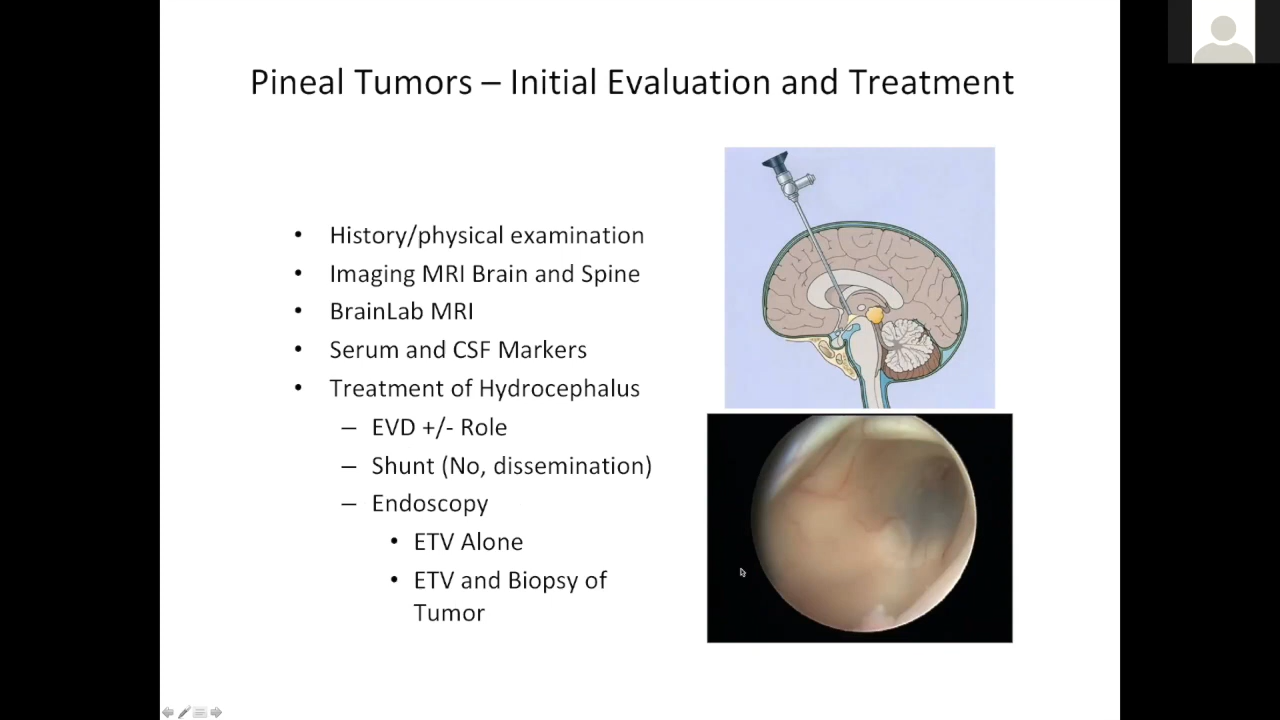 Pineal Tumors – Initial Evaluation and Treatment
• History/physical examination
• Imaging MRI Brain and Spine
• BrainLab MRI
• Serum and CSF Markers
• Treatment of Hydrocephalus
– EVD +/- Role
– Shunt (No, dissemination)
– Endoscopy
• ETV Alone
• ETV and Biopsy of
Tumor